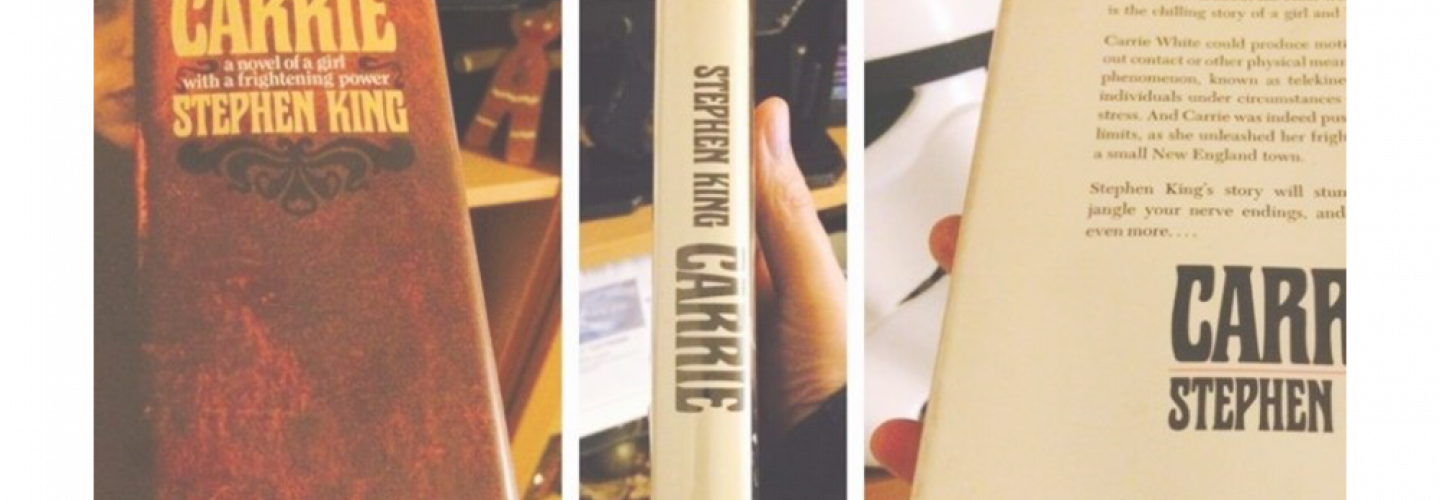 CARRIE
a novel of a girl
with a frightening power
STEPHEN KING
STEPHEN KING CARRIE
is the chilling story of a girl and
Carrie White could produce moti
out contact or other physical mean
phenomenon, known as telekine
individuals under circumstances
stress. And Carrie was indeed pus
limits, as she unleashed her frigh
a small New England town.
Stephen King's story will stun
jangle your nerve endings, and
even more....
CARR
STEPHEN